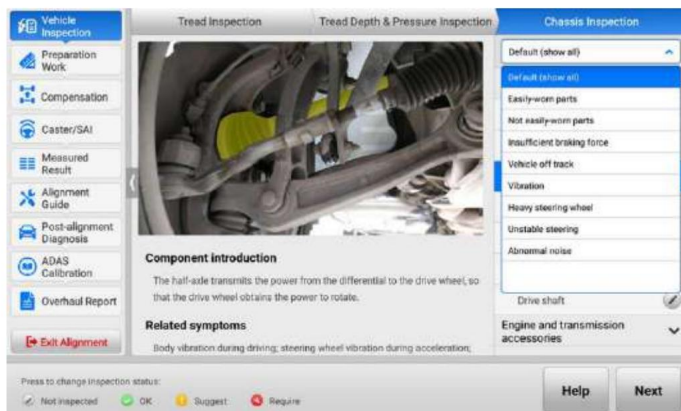 Vehicle
Inspection
Preparation
Work
Compensation
Caster/SAI
Measured
Result
Alignment
Guide
Post-alignment
Diagnosis
ADAS
Calibration
Overhaul Report
Exit Alignment
Tread Inspection
Tread Depth & Pressure Inspection
Chassis Inspection
Default (show all)
Default (show all)
Easily-worn parts
Not easily-worn parts
Insufficient braking force
Vehicle off track
Vibration
Heavy steering wheel
Unstable steering
Abnormal noise
Drive shaft
Engine and transmission
accessories
Component introduction
The half-axle transmits the power from the differential to the drive wheel, so
that the drive wheel obtains the power to rotate.
Related symptoms
Body vibration during driving; steering wheel vibration during acceleration;
Press to change inspection status:
Not inspected
OK
Suggest
Require
Help
Next